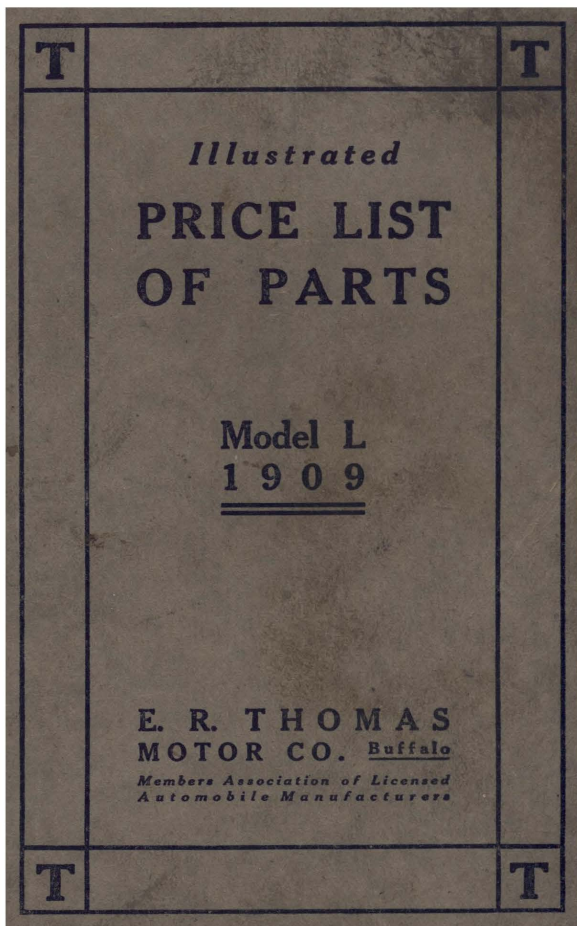 T T
Illustrated
PRICE LIST
OF PARTS
Model L
1909
E. R. THOMAS
MOTOR CO. Buffalo
Members Association of Licensed
Automobile Manufacturers
T T